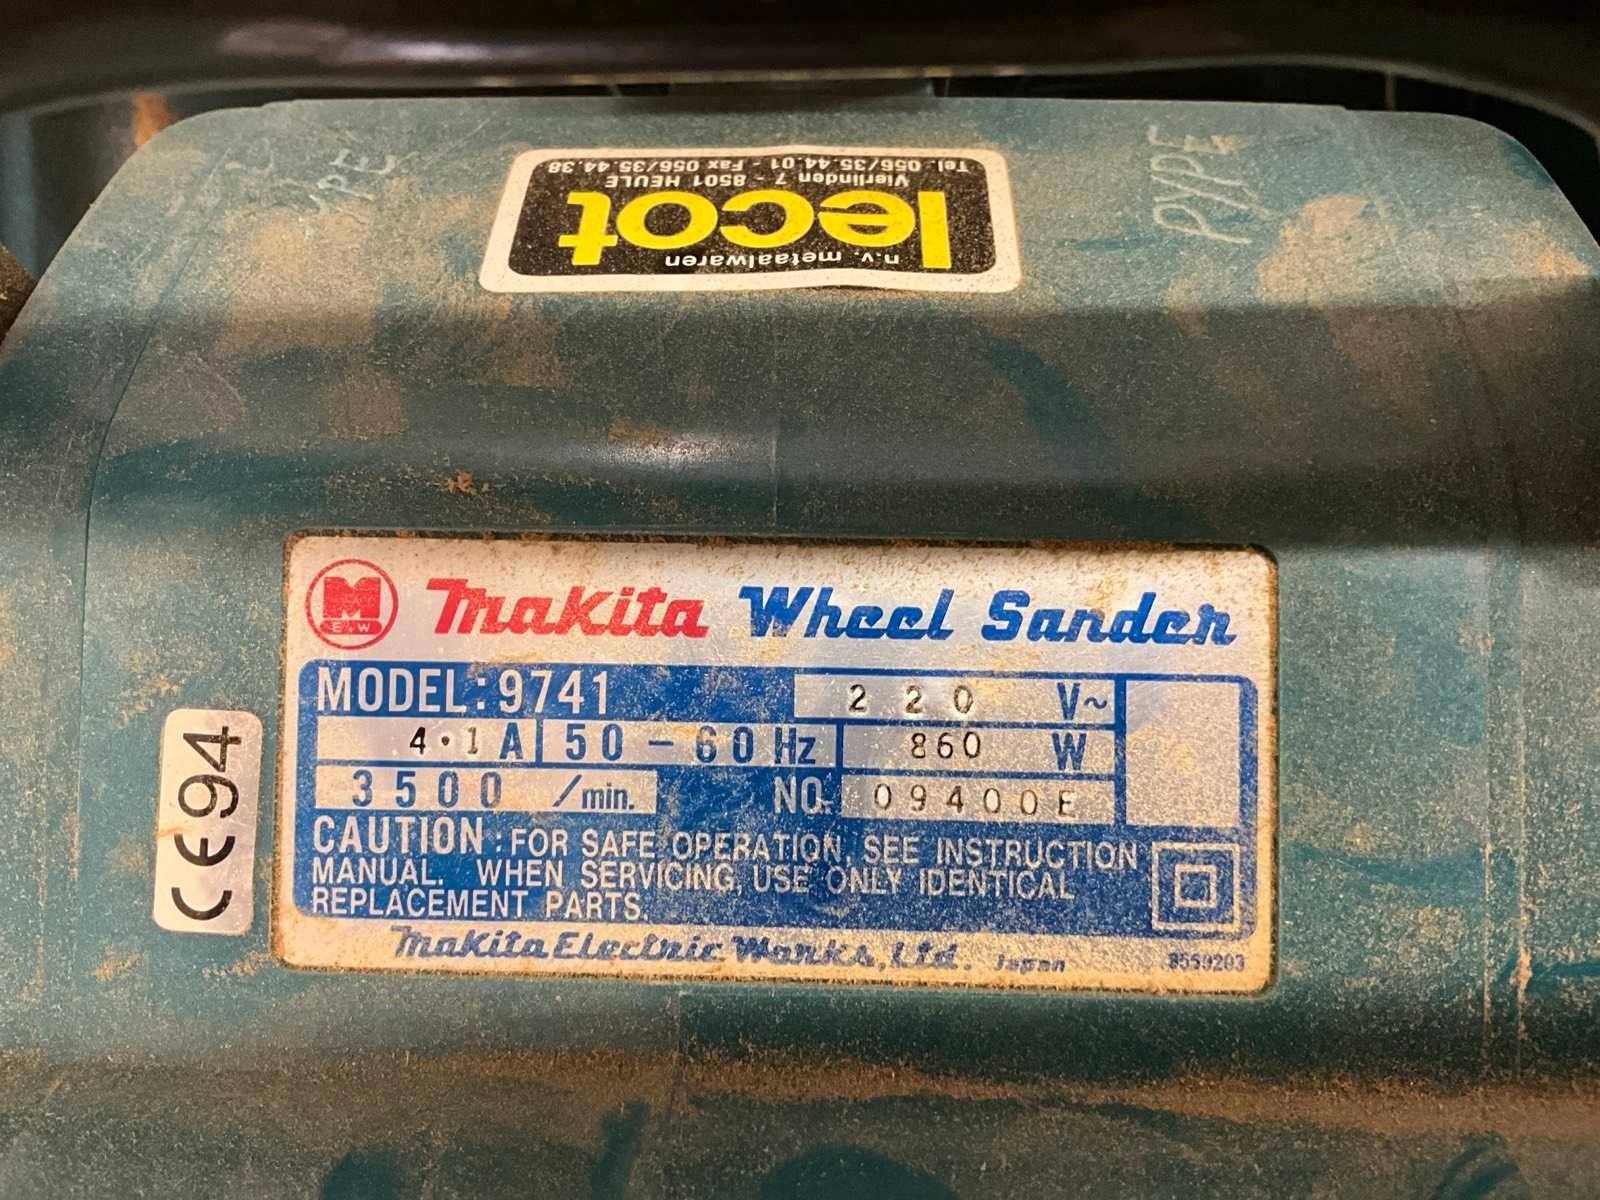 PYPE
PYPE
n.v. metaalwaren
lecot
Vierlinden 7 - 8501 HEULE
Tel. 056/35.44.01 - Fax 056/35.44.38
M
E.W
Makita Wheel Sander
MODEL: 9741 220 V~
4.1 A 50 - 60 Hz 860 W
3500 /min. NO. 09400E
CAUTION : FOR SAFE OPERATION, SEE INSTRUCTION
MANUAL. WHEN SERVICING, USE ONLY IDENTICAL
REPLACEMENT PARTS.
Makita Electric Works, Ltd. Japan 8550203
CE94